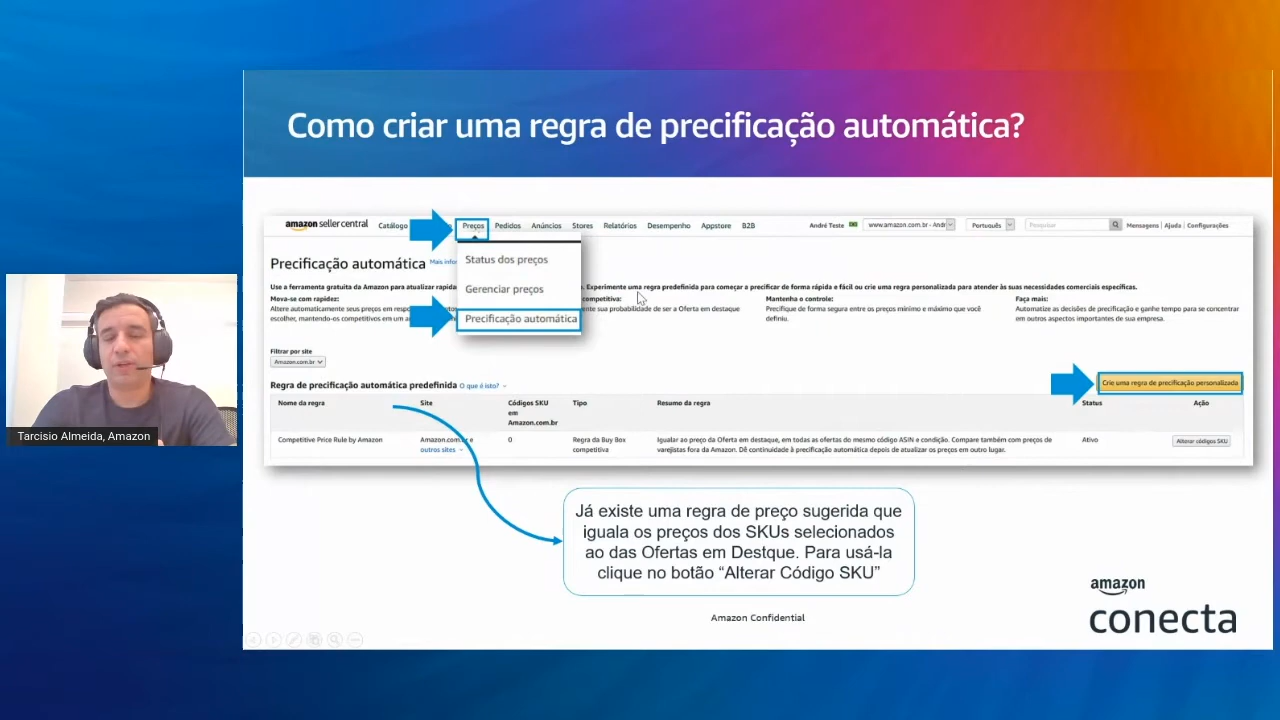 Como criar uma regra de precificação automática?
amazon seller central Catálogo Preços Pedidos Anúncios Stores Relatórios Desempenho Appstore B2B André Teste www.amazon.com.br - Andr Português Pesquisar Mensagens | Ajuda | Configurações
Status dos preços
Precificação automática Mais infor
Gerenciar preços
Precificação automática
Use a ferramenta gratuita da Amazon para atualizar rapida . Experimente uma regra predefinida para começar a precificar de forma rápida e fácil ou crie uma regra personalizada para atender às suas necessidades comerciais específicas.
Mova-se com rapidez: competitiva: Mantenha o controle: Faça mais:
Altere automaticamente seus preços em resp ente sua probabilidade de ser a Oferta em destaque Precifique de forma segura entre os preços mínimo e máximo que você Automatize as decisões de precificação e ganhe tempo para se concentrar
escolher, mantendo-os competitivos em um a definiu. em outros aspectos importantes de sua empresa.
Filtrar por site
Amazon.com.br
Regra de precificação automática predefinida O que é isto?
Crie uma regra de precificação personalizada
Nome da regra Site Códigos SKU em Amazon.com.br Tipo Resumo da regra Status Ação
Competitive Price Rule by Amazon Amazon.com.br e 0 Regra da Buy Box Igualar ao preço da Oferta em destaque, em todas as ofertas do mesmo código ASIN e condição. Compare também com preços de Ativo Alterar códigos SKU
outros sites competitiva varejistas fora da Amazon. Dê continuidade à precificação automática depois de atualizar os preços em outro lugar.
Tarcisio Almeida, Amazon
Já existe uma regra de preço sugerida que
iguala os preços dos SKUs selecionados
ao das Ofertas em Destque. Para usá-la
clique no botão “Alterar Código SKU”
Amazon Confidential
amazon
conecta